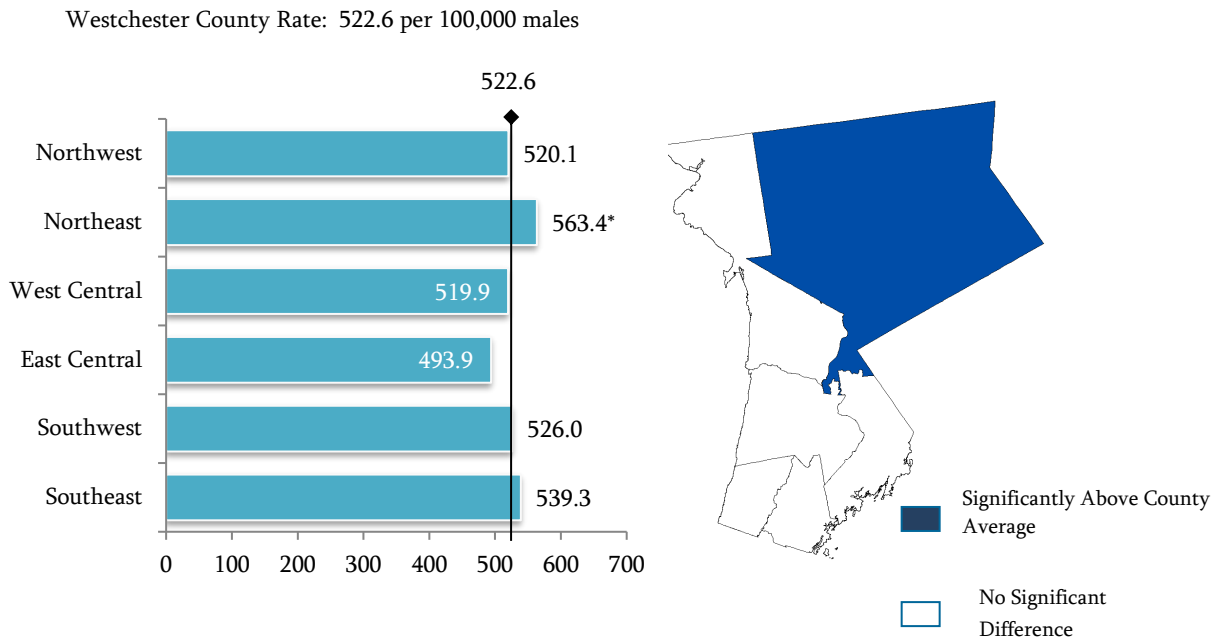 Westchester County Rate:  522.6 per 100,000 males
522.6
Northwest 520.1
Northeast 563.4*
West Central 519.9
East Central 493.9
Southwest 526.0
Southeast 539.3
0 100 200 300 400 500 600 700
Significantly Above County
Average
No Significant
Difference